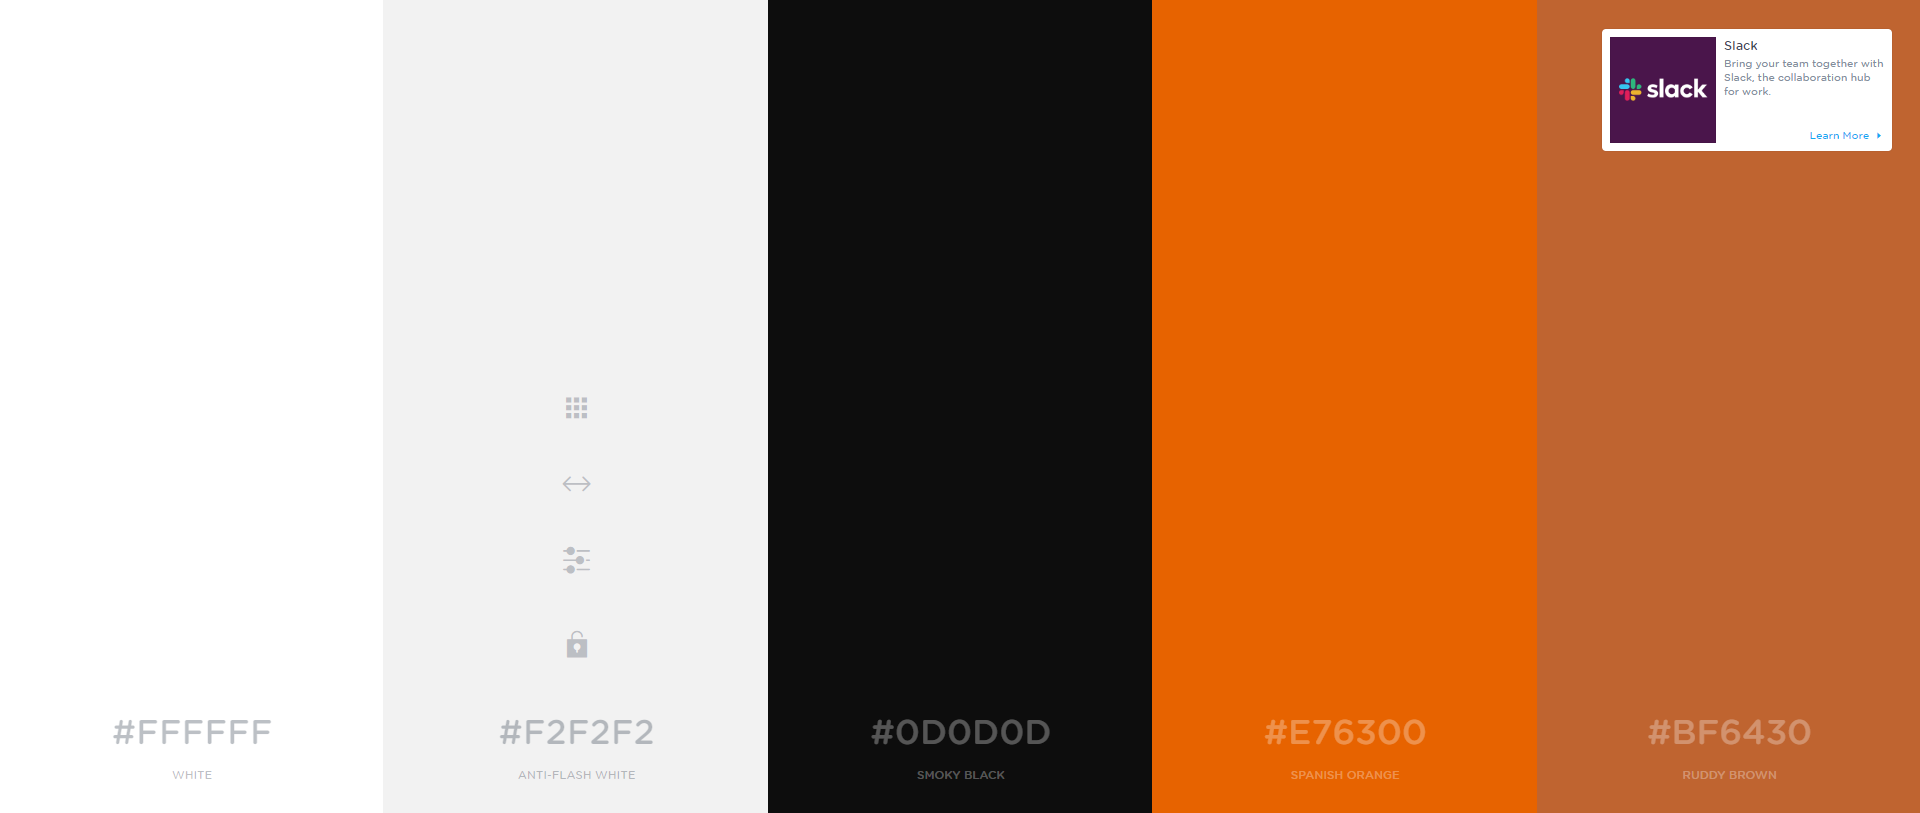 slack
Slack
Bring your team together with
Slack, the collaboration hub
for work.
Learn More
#FFFFFF
WHITE
#F2F2F2
ANTI-FLASH WHITE
#0D0D0D
SMOKY BLACK
#E76300
SPANISH ORANGE
#BF6430
RUDDY BROWN